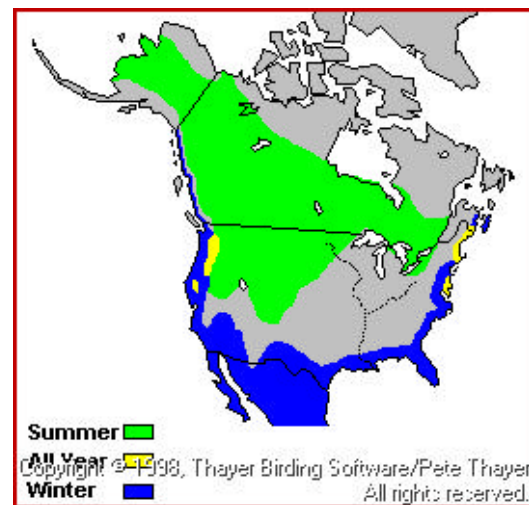 Summer
All Year
Copyright © 1998, Thayer Birding Software/Pete Thayer
Winter
All rights reserved.